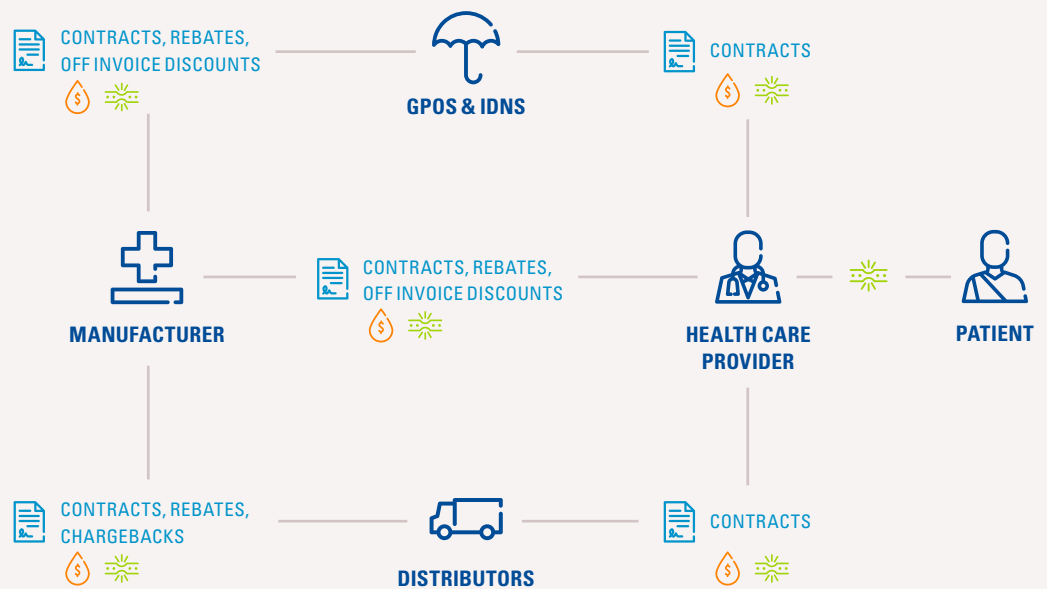 CONTRACTS, REBATES,
OFF INVOICE DISCOUNTS
GPOS & IDNS
CONTRACTS
$
$
MANUFACTURER
CONTRACTS, REBATES,
OFF INVOICE DISCOUNTS
$
HEALTH CARE
PROVIDER
PATIENT
CONTRACTS, REBATES,
CHARGEBACKS
DISTRIBUTORS
CONTRACTS
$
$